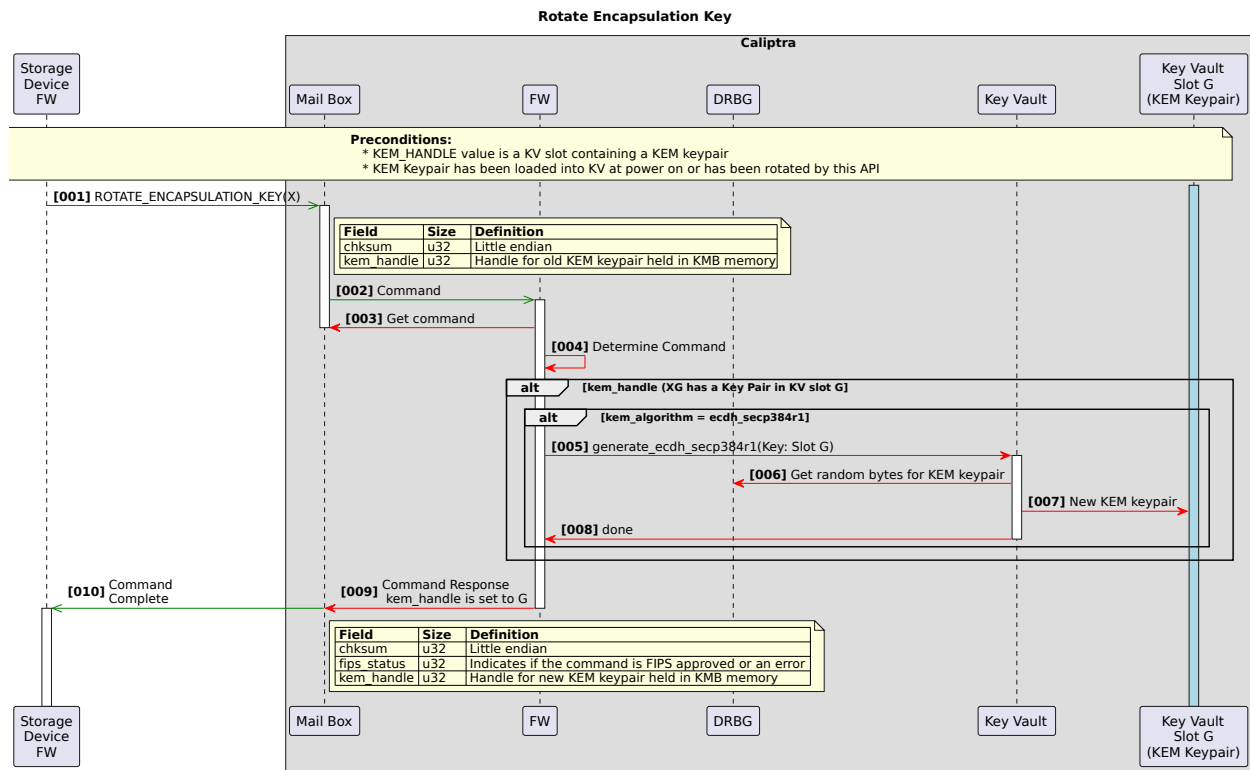 Rotate Encapsulation Key
Caliptra
Storage
Device
FW
Mail Box
FW
DRBG
Key Vault
Key Vault
Slot G
(KEM Keypair)
Preconditions:
* KEM_HANDLE value is a KV slot containing a KEM keypair
* KEM Keypair has been loaded into KV at power on or has been rotated by this API
[001] ROTATE_ENCAPSULATION_KEY(X)
Field Size Definition
chksum u32 Little endian
kem_handle u32 Handle for old KEM keypair held in KMB memory
[002] Command
[003] Get command
[004] Determine Command
alt [kem_handle (XG has a Key Pair in KV slot G]
alt [kem_algorithm = ecdh_secp384r1]
[005] generate_ecdh_secp384r1(Key: Slot G)
[006] Get random bytes for KEM keypair
[007] New KEM keypair
[008] done
[009] Command Response
kem_handle is set to G
[010] Command
Complete
Field Size Definition
chksum u32 Little endian
fips_status u32 Indicates if the command is FIPS approved or an error
kem_handle u32 Handle for new KEM keypair held in KMB memory
Storage
Device
FW
Mail Box
FW
DRBG
Key Vault
Key Vault
Slot G
(KEM Keypair)